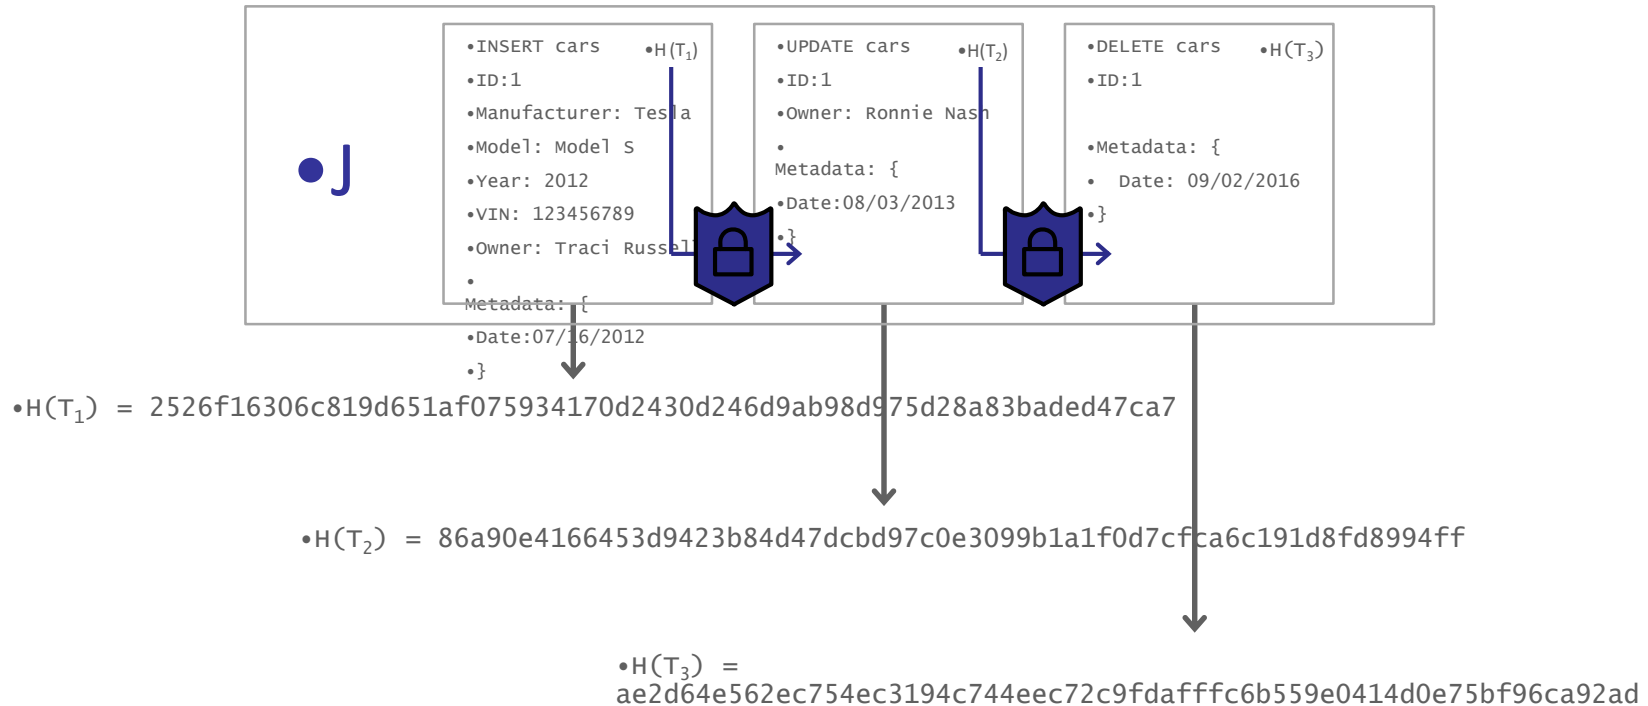 •J
•INSERT cars •H(T₁)
•ID:1
•Manufacturer: Tesla
•Model: Model S
•Year: 2012
•VIN: 123456789
•Owner: Traci Russell
•
Metadata: {
•Date:07/16/2012
•}
•UPDATE cars •H(T₂)
•ID:1
•Owner: Ronnie Nash
•
Metadata: {
•Date:08/03/2013
•}
•DELETE cars •H(T₃)
•ID:1
•Metadata: {
• Date: 09/02/2016
•}
•H(T₁) = 2526f16306c819d651af075934170d2430d246d9ab98d975d28a83baded47ca7
•H(T₂) = 86a90e4166453d9423b84d47dcbd97c0e3099b1a1f0d7cfca6c191d8fd8994ff
•H(T₃) =
ae2d64e562ec754ec3194c744eec72c9fdafffc6b559e0414d0e75bf96ca92ad